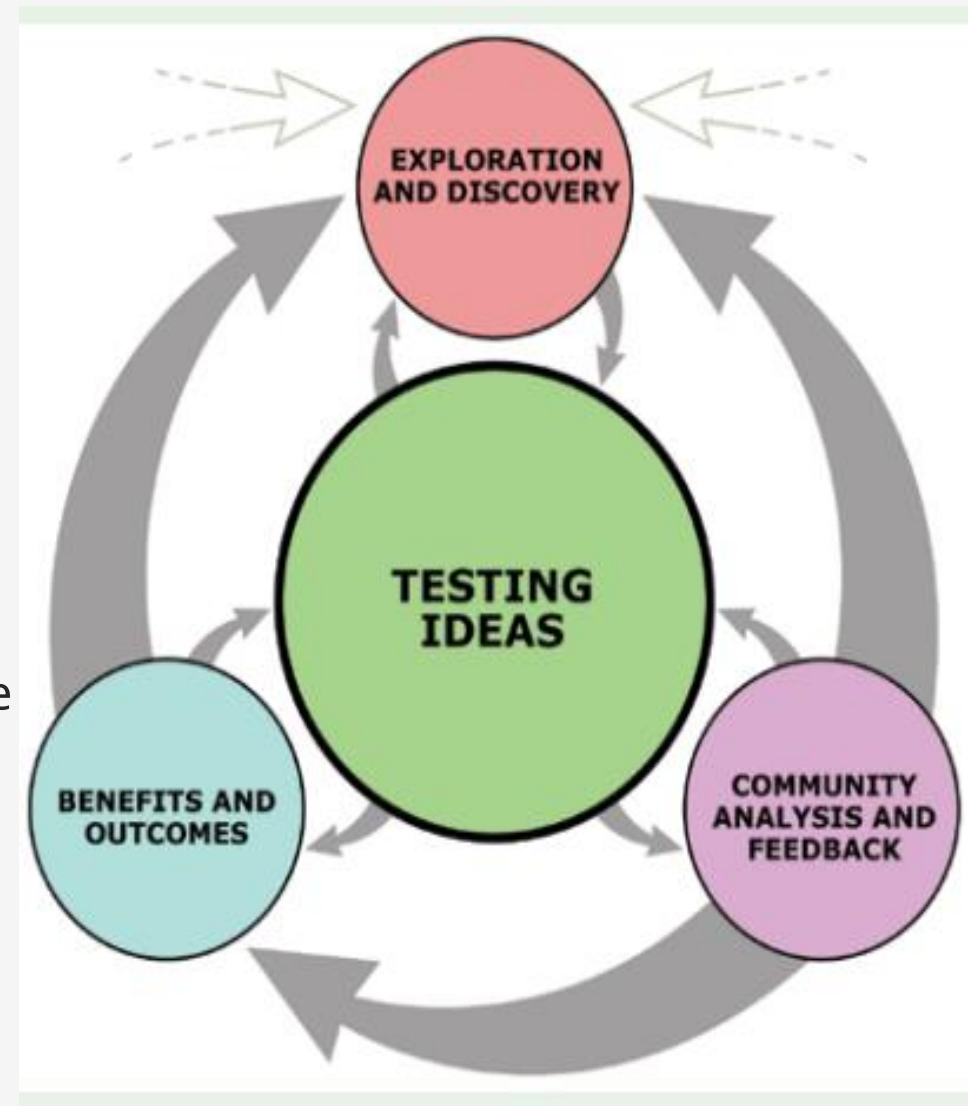 EXPLORATION
AND DISCOVERY
TESTING
IDEAS
e
BENEFITS AND
OUTCOMES
COMMUNITY
ANALYSIS AND
FEEDBACK